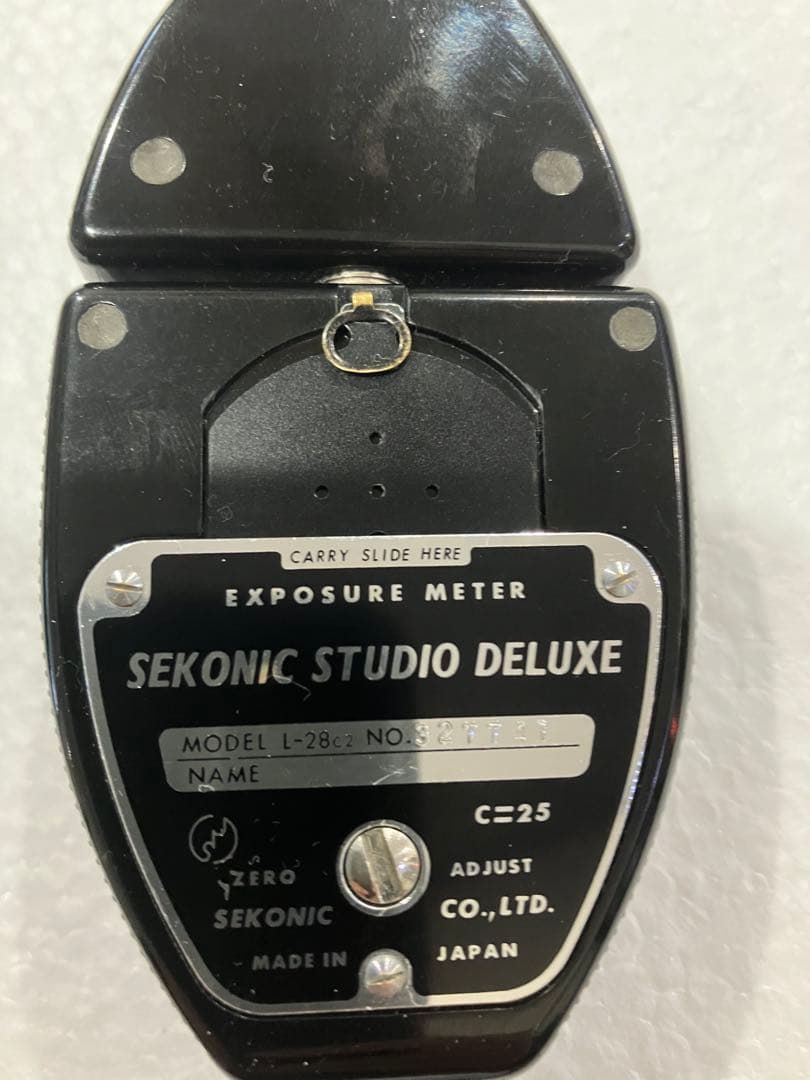 CARRY SLIDE HERE
EXPOSURE METER
SEKONIC STUDIO DELUXE
MODEL L-28c2 NO.
NAME
C=25
ZERO ADJUST
SEKONIC CO.,LTD.
MADE IN JAPAN